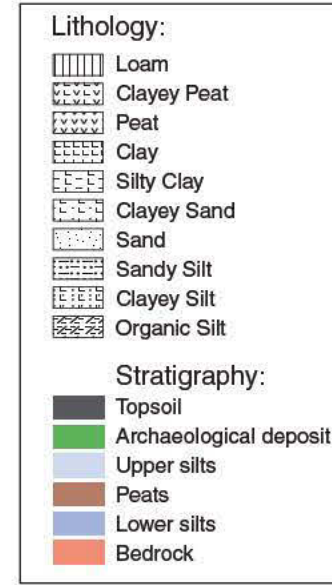 Lithology:
Loam
Clayey Peat
Peat
Clay
Silty Clay
Clayey Sand
Sand
Sandy Silt
Clayey Silt
Organic Silt
Stratigraphy:
Topsoil
Archaeological deposit
Upper silts
Peats
Lower silts
Bedrock